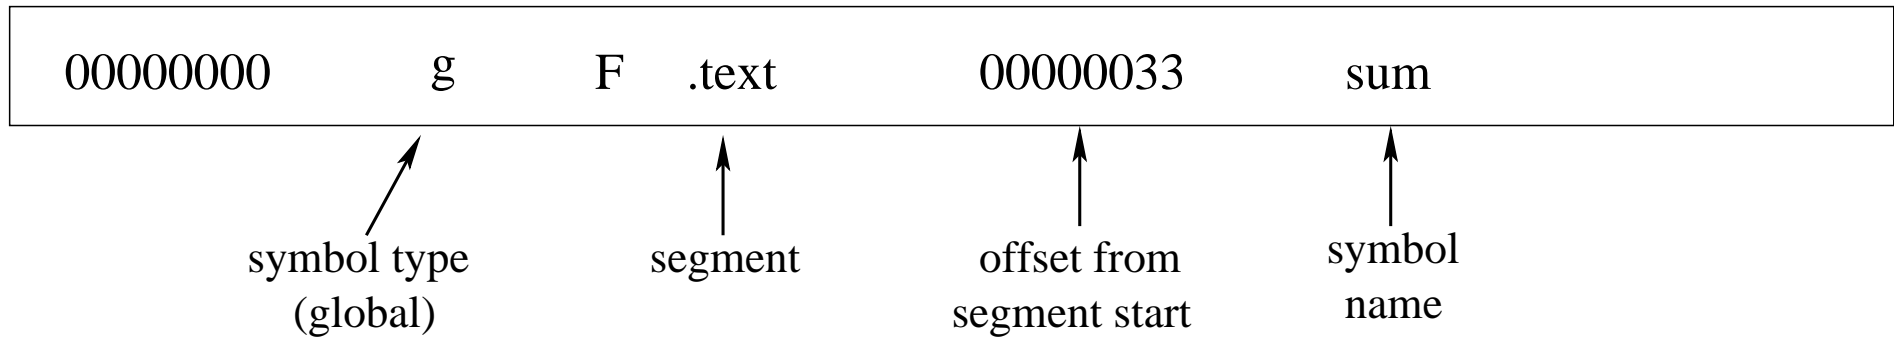 00000000 g F .text 00000033 sum
symbol type
(global)
segment
offset from
segment start
symbol
name